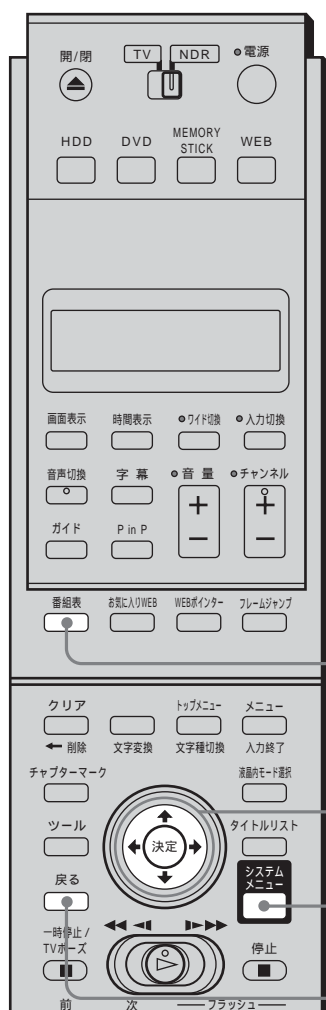 開/閉 TV NDR 電源
HDD DVD MEMORY STICK WEB
画面表示 時間表示 ワイド切換 入力切換
音声切換 字幕 音量 チャンネル
ガイド P in P
番組表 お気に入りWEB WEBポインター フレームジャンプ
クリア トップメニュー メニュー
削除 文字変換 文字種切換 入力終了
チャプターマーク 液晶内モード選択
ツール 決定 タイトルリスト
戻る システム
メニュー
一時停止/
TVポーズ 停止
前 次 フラッシュ